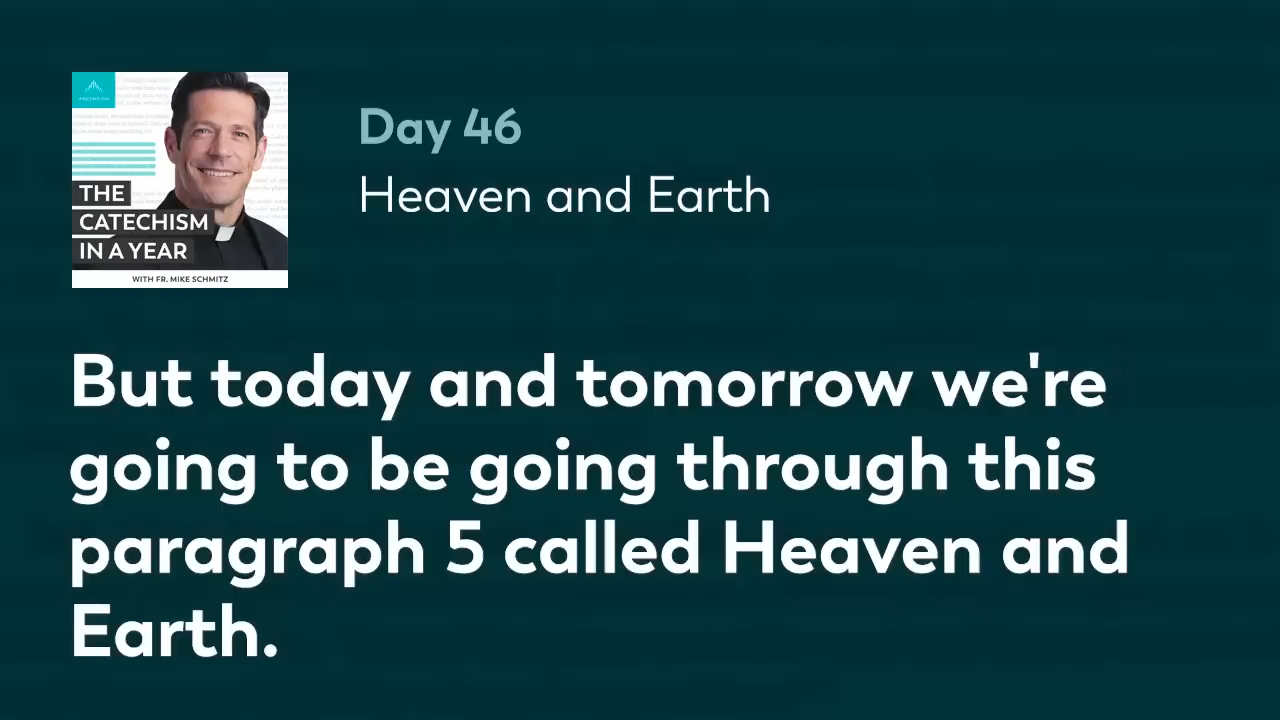 ASCENSION
THE
CATECHISM
IN A YEAR
WITH FR. MIKE SCHMITZ
Day 46
Heaven and Earth
But today and tomorrow we're
going to be going through this
paragraph 5 called Heaven and
Earth.